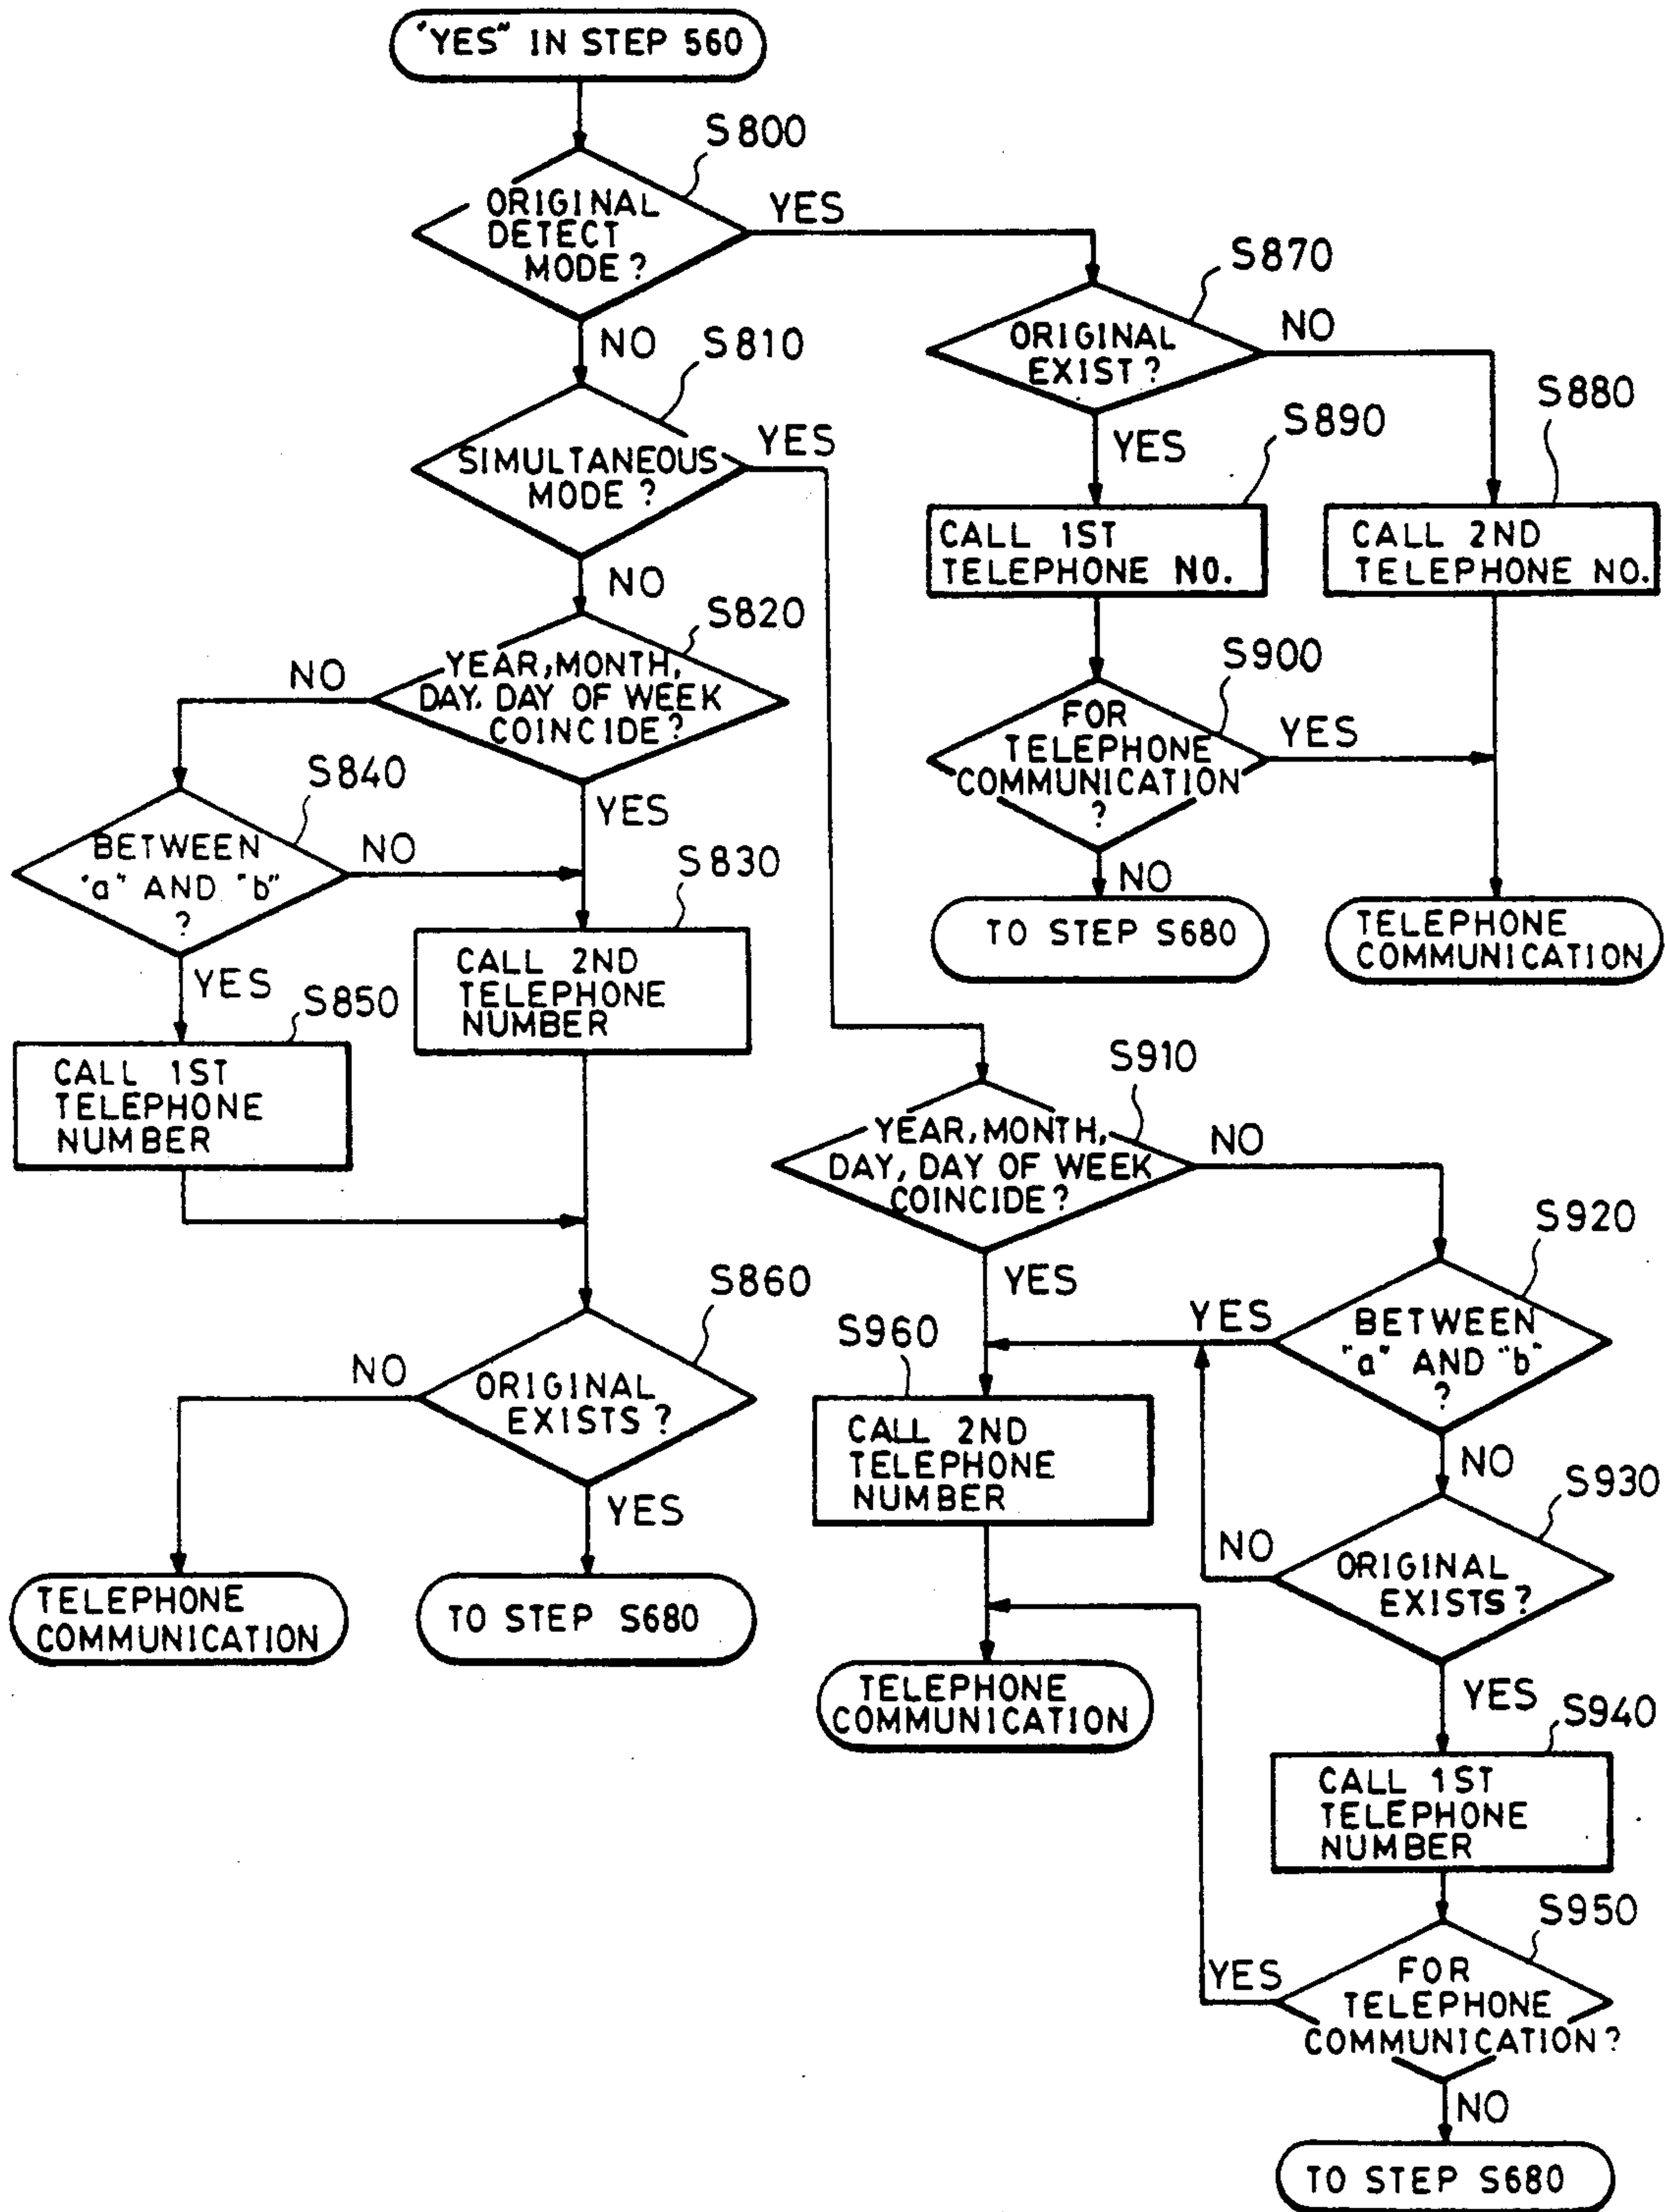 "YES" IN STEP 560
S800
ORIGINAL
DETECT
MODE?
YES
NO
S870
ORIGINAL
EXIST?
NO
YES
S810
SIMULTANEOUS
MODE?
YES
NO
S890
CALL 1ST
TELEPHONE NO.
S880
CALL 2ND
TELEPHONE NO.
S820
YEAR, MONTH,
DAY. DAY OF WEEK
COINCIDE?
NO
YES
S900
FOR
TELEPHONE
COMMUNICATION
?
YES
NO
TO STEP S680
TELEPHONE
COMMUNICATION
S840
BETWEEN
"a" AND "b"
?
NO
YES
S830
CALL 2ND
TELEPHONE
NUMBER
S850
CALL 1ST
TELEPHONE
NUMBER
S910
YEAR, MONTH,
DAY, DAY OF WEEK
COINCIDE?
NO
YES
S860
ORIGINAL
EXISTS?
NO
YES
TELEPHONE
COMMUNICATION
TO STEP S680
S920
BETWEEN
"a" AND "b"
?
YES
NO
S960
CALL 2ND
TELEPHONE
NUMBER
S930
ORIGINAL
EXISTS?
NO
YES
TELEPHONE
COMMUNICATION
S940
CALL 1ST
TELEPHONE
NUMBER
S950
FOR
TELEPHONE
COMMUNICATION?
YES
NO
TO STEP S680